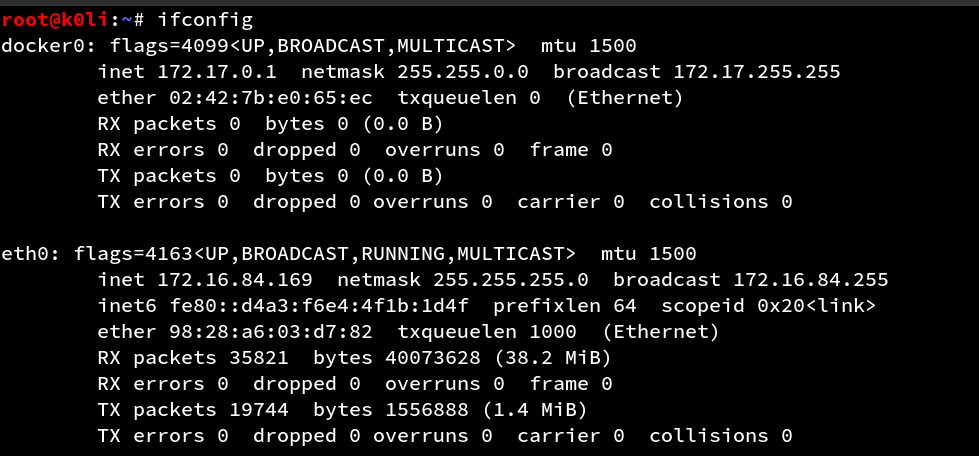 root@k0li:~# ifconfig
docker0: flags=4099<UP,BROADCAST,MULTICAST>  mtu 1500
        inet 172.17.0.1  netmask 255.255.0.0  broadcast 172.17.255.255
        ether 02:42:7b:e0:65:ec  txqueuelen 0  (Ethernet)
        RX packets 0  bytes 0 (0.0 B)
        RX errors 0  dropped 0  overruns 0  frame 0
        TX packets 0  bytes 0 (0.0 B)
        TX errors 0  dropped 0 overruns 0  carrier 0  collisions 0

eth0: flags=4163<UP,BROADCAST,RUNNING,MULTICAST>  mtu 1500
        inet 172.16.84.169  netmask 255.255.255.0  broadcast 172.16.84.255
        inet6 fe80::d4a3:f6e4:4f1b:1d4f  prefixlen 64  scopeid 0x20<link>
        ether 98:28:a6:03:d7:82  txqueuelen 1000  (Ethernet)
        RX packets 35821  bytes 40073628 (38.2 MiB)
        RX errors 0  dropped 0  overruns 0  frame 0
        TX packets 19744  bytes 1556888 (1.4 MiB)
        TX errors 0  dropped 0 overruns 0  carrier 0  collisions 0